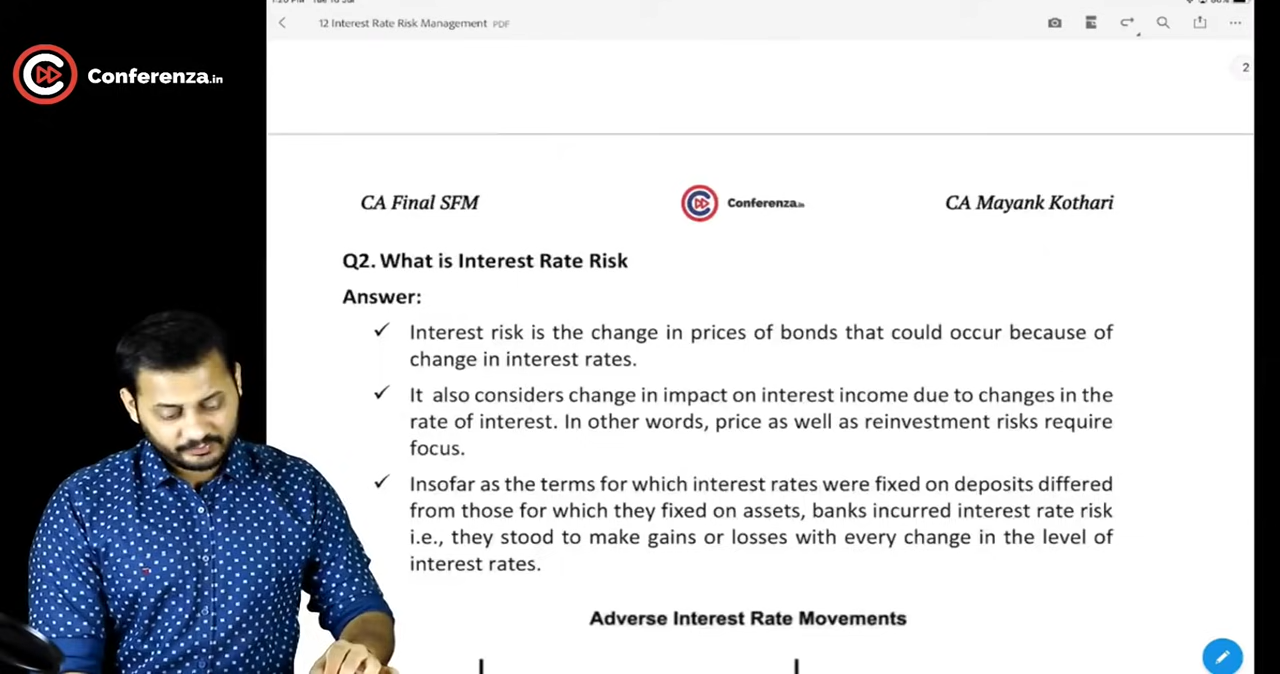 12 Interest Rate Risk Management PDF
Conferenza.in
2
CA Final SFM
Conferenza.in
CA Mayank Kothari
Q2. What is Interest Rate Risk
Answer:
✓ Interest risk is the change in prices of bonds that could occur because of
change in interest rates.
✓ It also considers change in impact on interest income due to changes in the
rate of interest. In other words, price as well as reinvestment risks require
focus.
✓ Insofar as the terms for which interest rates were fixed on deposits differed
from those for which they fixed on assets, banks incurred interest rate risk
i.e., they stood to make gains or losses with every change in the level of
interest rates.
Adverse Interest Rate Movements